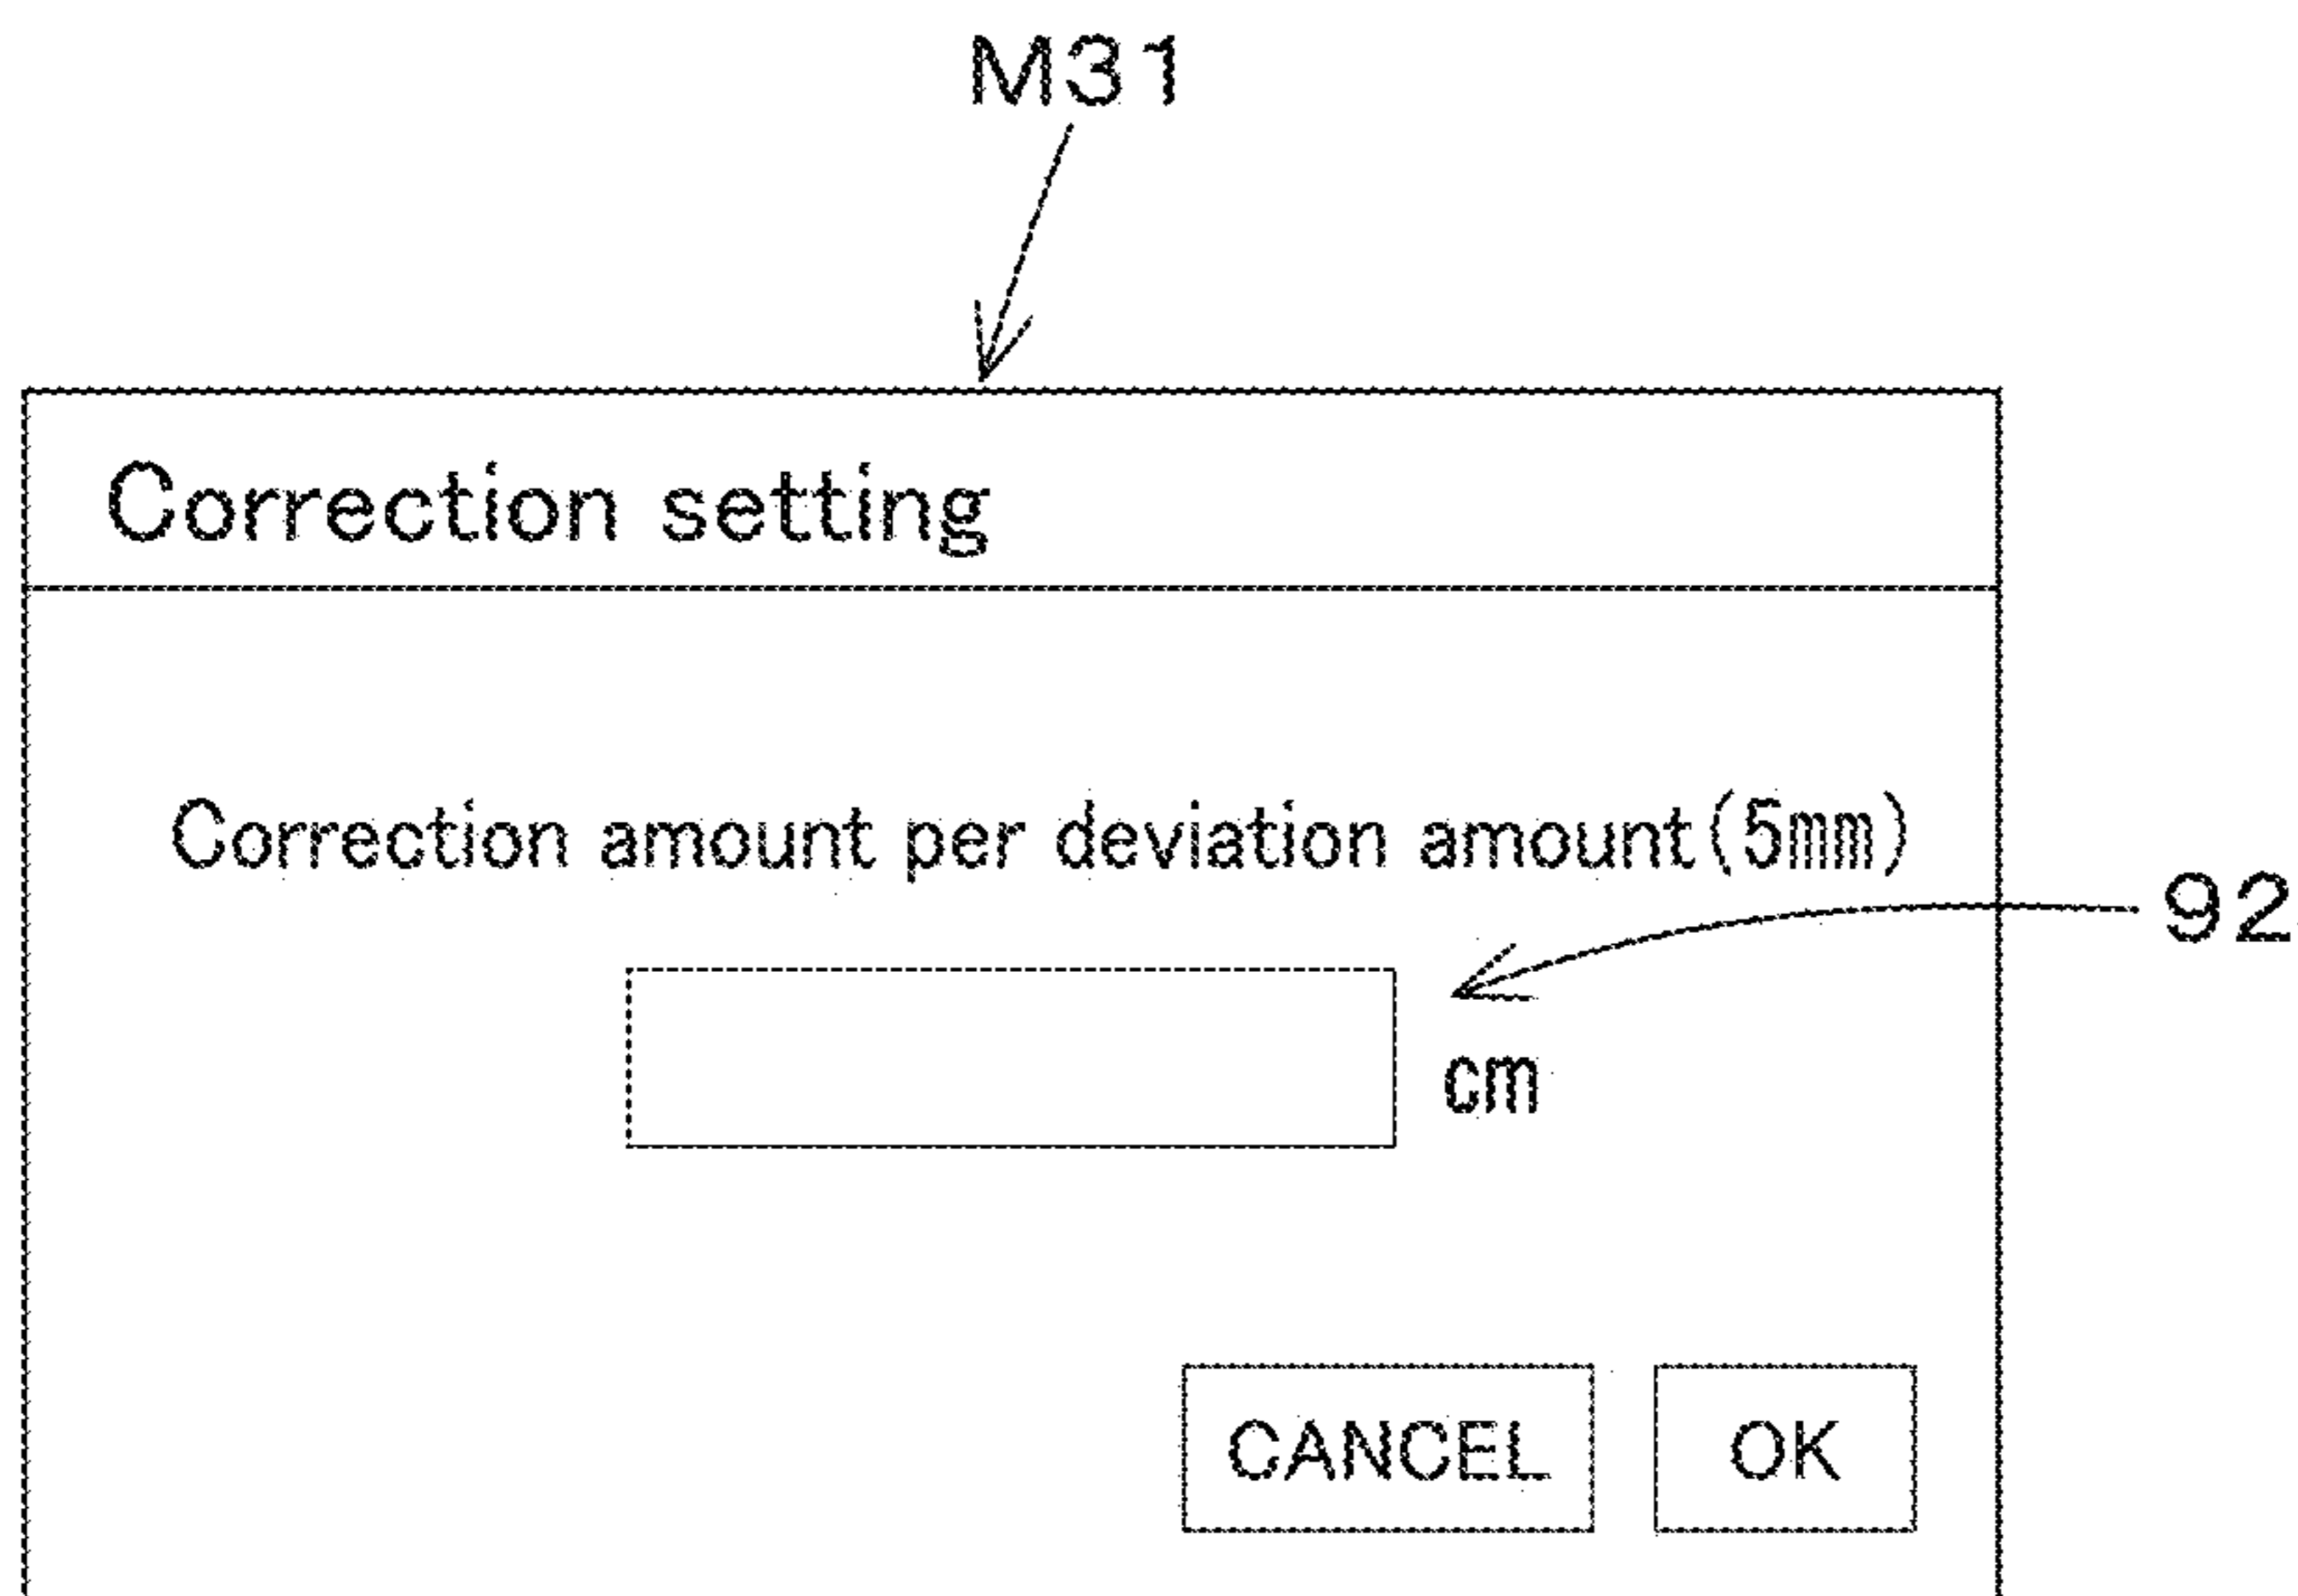 M31
Correction setting
Correction amount per deviation amount(5mm)
92
cm
CANCEL OK